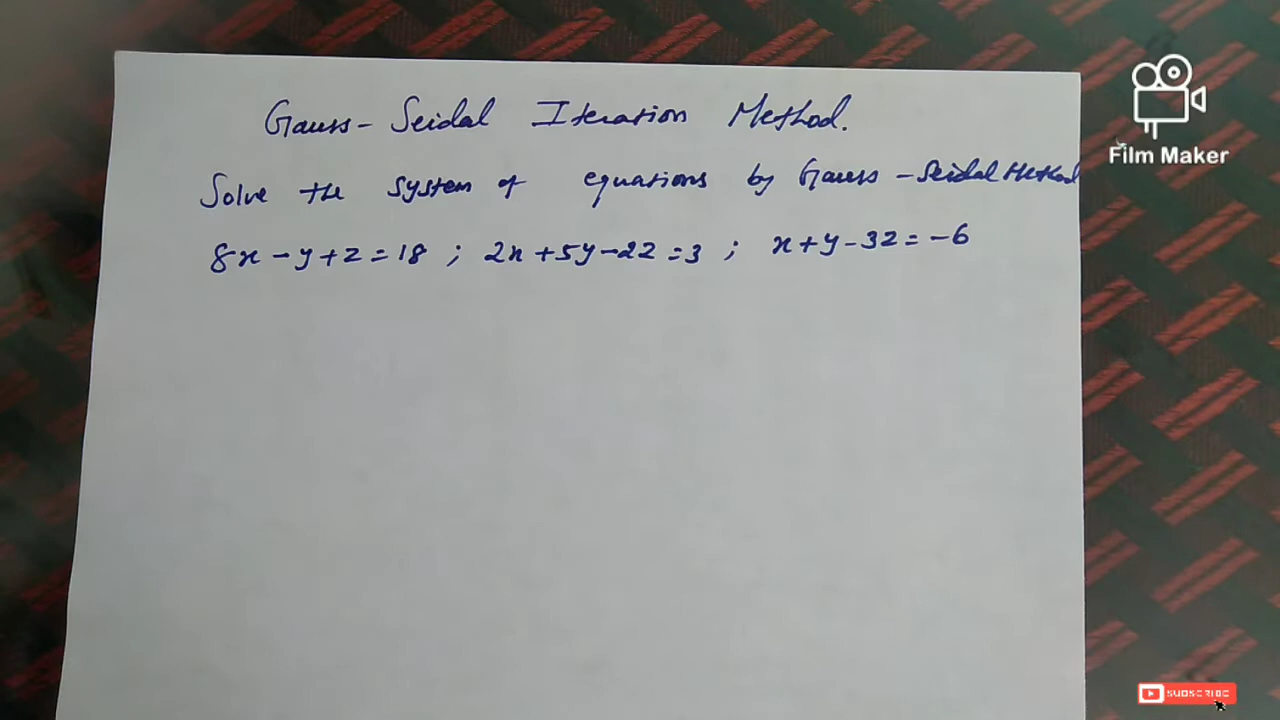 Gauss - Seidal Iteration Method.
Film Maker
Solve the system of equations by Gauss - Seidal Method
8x - y + z = 18 ; 2x + 5y - 2z = 3 ; x + y - 3z = -6
SUBSCRIBE